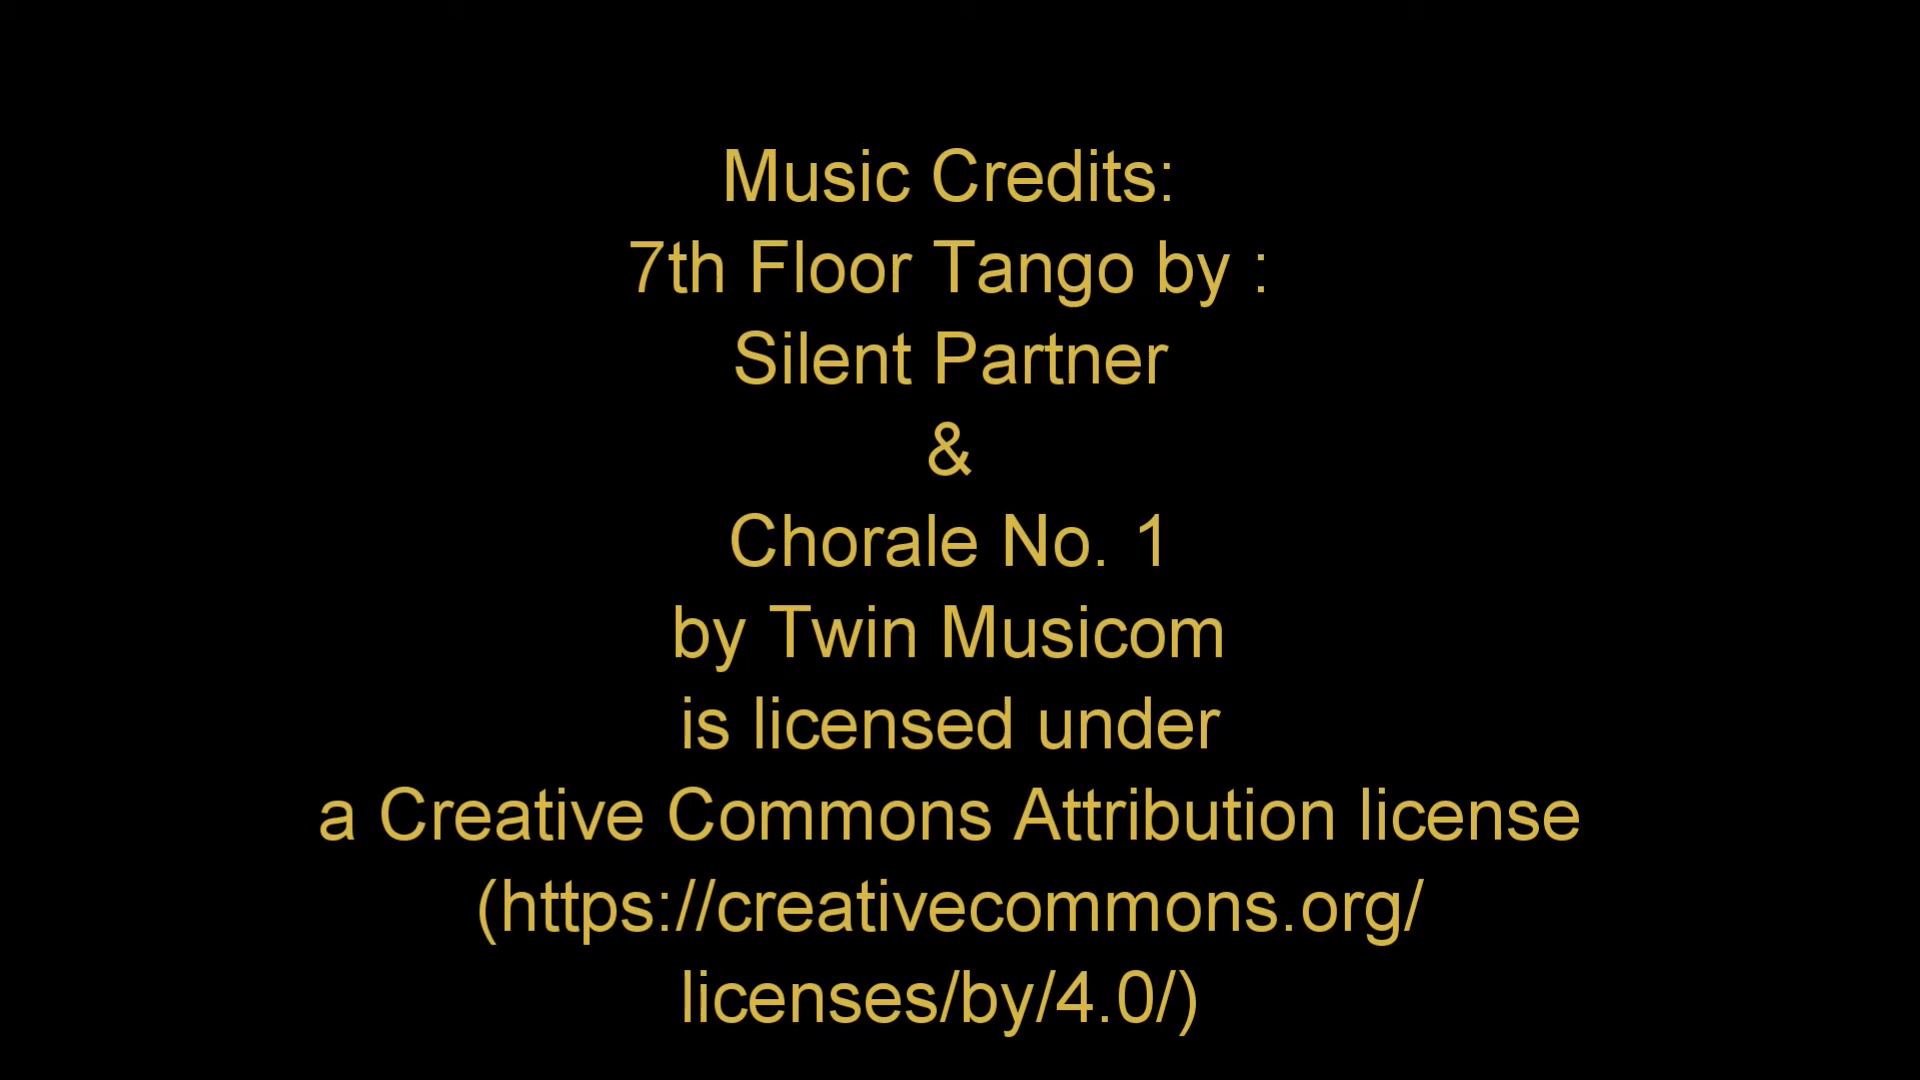 Music Credits:
7th Floor Tango by :
Silent Partner
&
Chorale No. 1
by Twin Musicom
is licensed under
a Creative Commons Attribution license
(https://creativecommons.org/
licenses/by/4.0/)